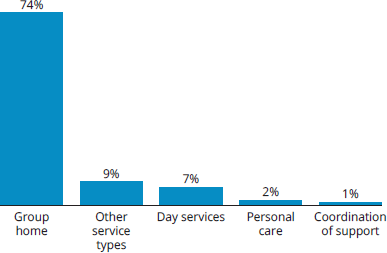 74%
9%
7%
2%
1%
Group
home
Other
service
types
Day services
Personal
care
Coordination
of support